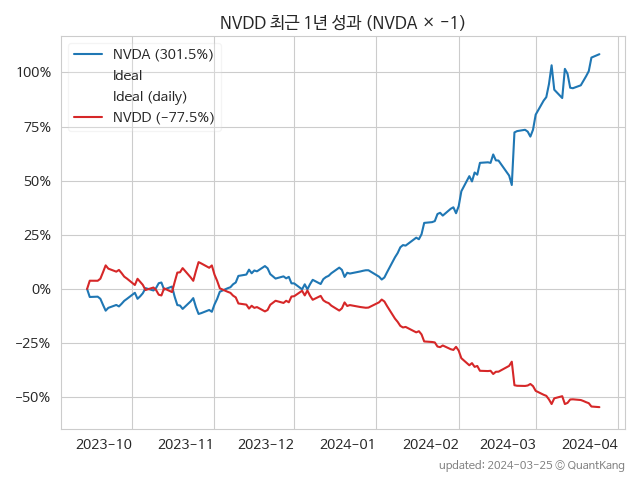 NVDD 최근 1년 성과 (NVDA × −1)
NVDA (301.5%)
Ideal
Ideal (daily)
NVDD (−77.5%)
100%
75%
50%
25%
0%
−25%
−50%
2023−10
2023−11
2023−12
2024−01
2024−02
2024−03
2024−04
updated: 2024−03−25 © QuantKang